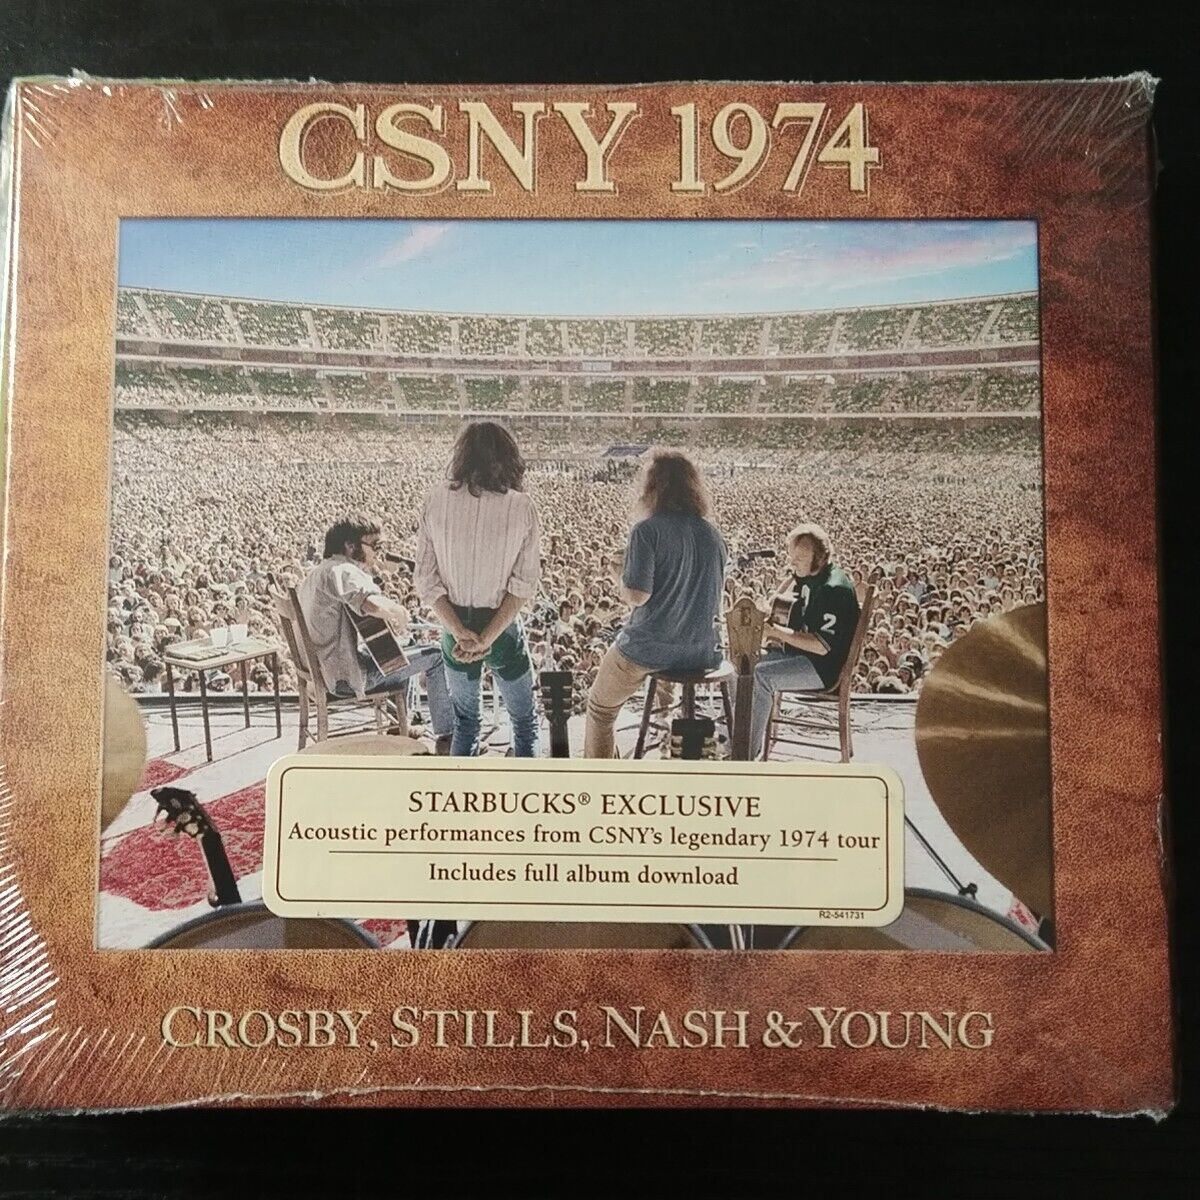 CSNY 1974
2
E
STARBUCKS® EXCLUSIVE
Acoustic performances from CSNY's legendary 1974 tour
Includes full album download
R2-541731
CROSBY, STILLS, NASH & YOUNG